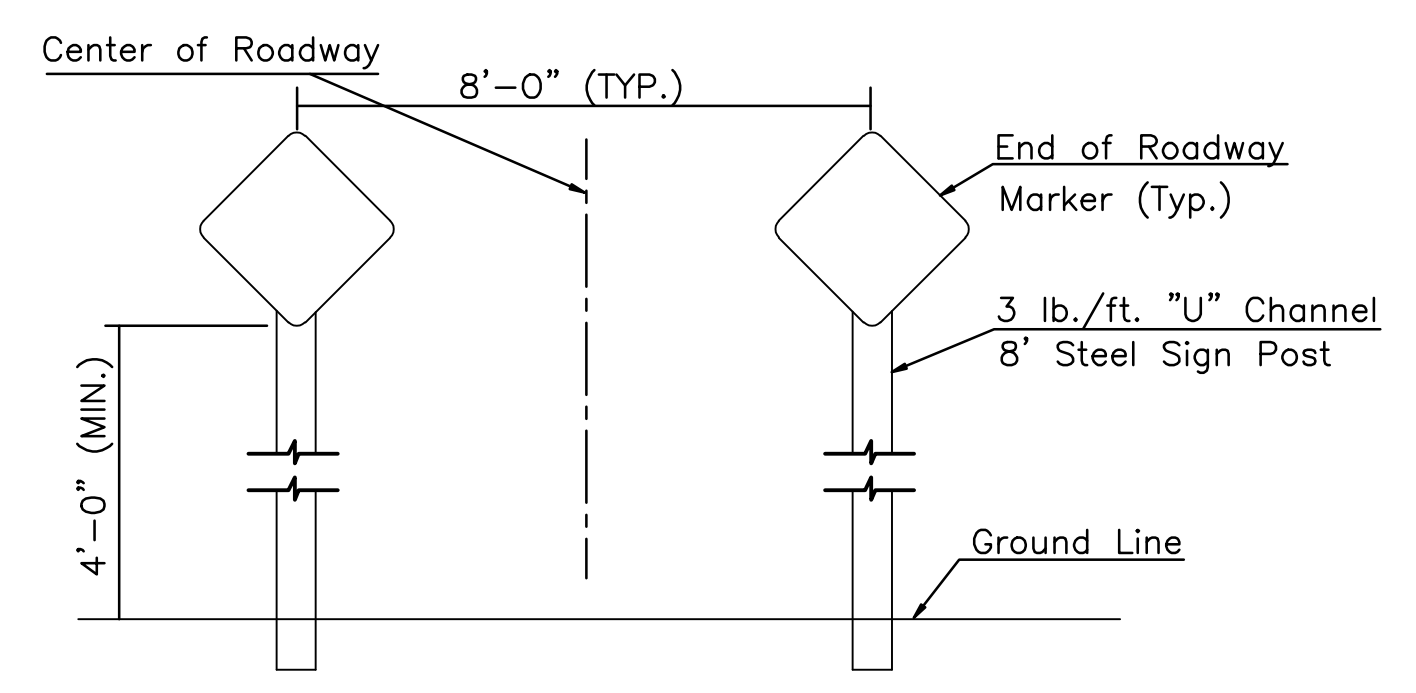 Center of Roadway
8'-0" (TYP.)
End of Roadway
Marker (Typ.)
3 lb./ft. "U" Channel
8' Steel Sign Post
4'-0" (MIN.)
Ground Line